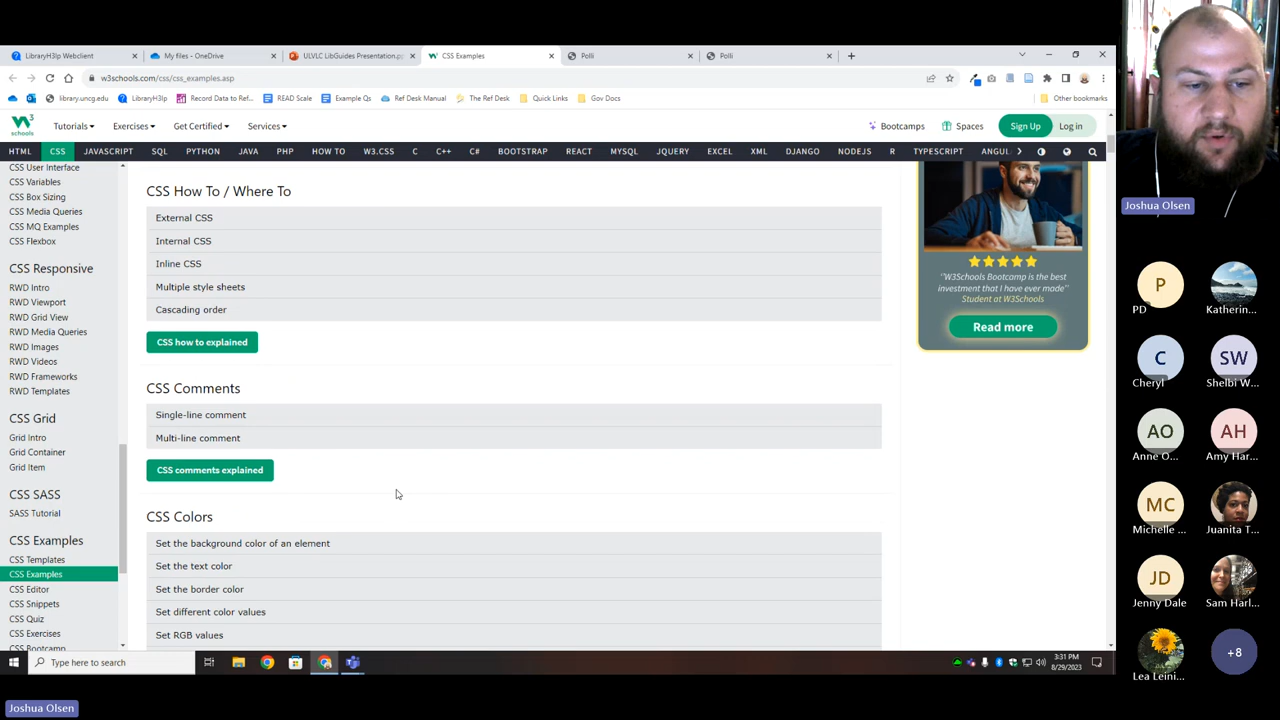 LibraryH3lp Webclient
My files - OneDrive
ULVLC LibGuides Presentation.pp
CSS Examples
Polli
Polli
w3schools.com/css/css_examples.asp
library.uncg.edu
LibraryH3lp
Record Data to Ref...
READ Scale
Example Qs
Ref Desk Manual
The Ref Desk
Quick Links
Gov Docs
Other bookmarks
W3
schools
Tutorials
Exercises
Get Certified
Services
Bootcamps
Spaces
Sign Up
Log in
HTML CSS JAVASCRIPT SQL PYTHON JAVA PHP HOW TO W3.CSS C C++ C# BOOTSTRAP REACT MYSQL JQUERY EXCEL XML DJANGO NODEJS R TYPESCRIPT ANGUL
CSS User Interface
CSS Variables
CSS Box Sizing
CSS Media Queries
CSS MQ Examples
CSS Flexbox
CSS Responsive
RWD Intro
RWD Viewport
RWD Grid View
RWD Media Queries
RWD Images
RWD Videos
RWD Frameworks
RWD Templates
CSS Grid
Grid Intro
Grid Container
Grid Item
CSS SASS
SASS Tutorial
CSS Examples
CSS Templates
CSS Examples
CSS Editor
CSS Snippets
CSS Quiz
CSS Exercises
CSS Bootcamp
CSS How To / Where To
External CSS
Internal CSS
Inline CSS
Multiple style sheets
Cascading order
CSS how to explained
CSS Comments
Single-line comment
Multi-line comment
CSS comments explained
CSS Colors
Set the background color of an element
Set the text color
Set the border color
Set different color values
Set RGB values
"W3Schools Bootcamp is the best
investment that I have ever made"
Student at W3Schools
Read more
Type here to search
3:31 PM
8/29/2023
Joshua Olsen
P
PD
Katherin...
C
Cheryl
SW
Shelbi W...
AO
Anne O...
AH
Amy Har...
MC
Michelle ...
Juanita T...
JD
Jenny Dale
Sam Harl...
Lea Leini...
+8
Joshua Olsen